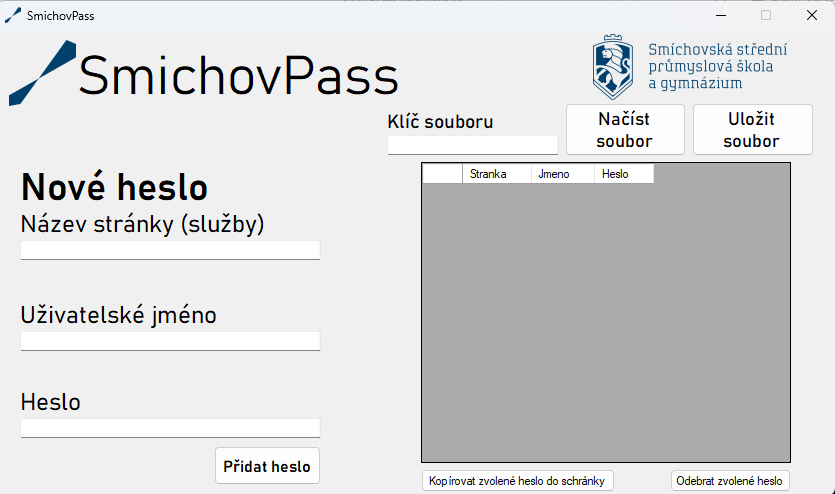 SmichovPass
SmichovPass
Smíchovská střední
průmyslová škola
a gymnázium
Klíč souboru
Načíst
soubor
Uložit
soubor
Nové heslo
Název stránky (služby)
Uživatelské jméno
Heslo
Přidat heslo
Stranka Jmeno Heslo
Kopírovat zvolené heslo do schránky
Odebrat zvolené heslo